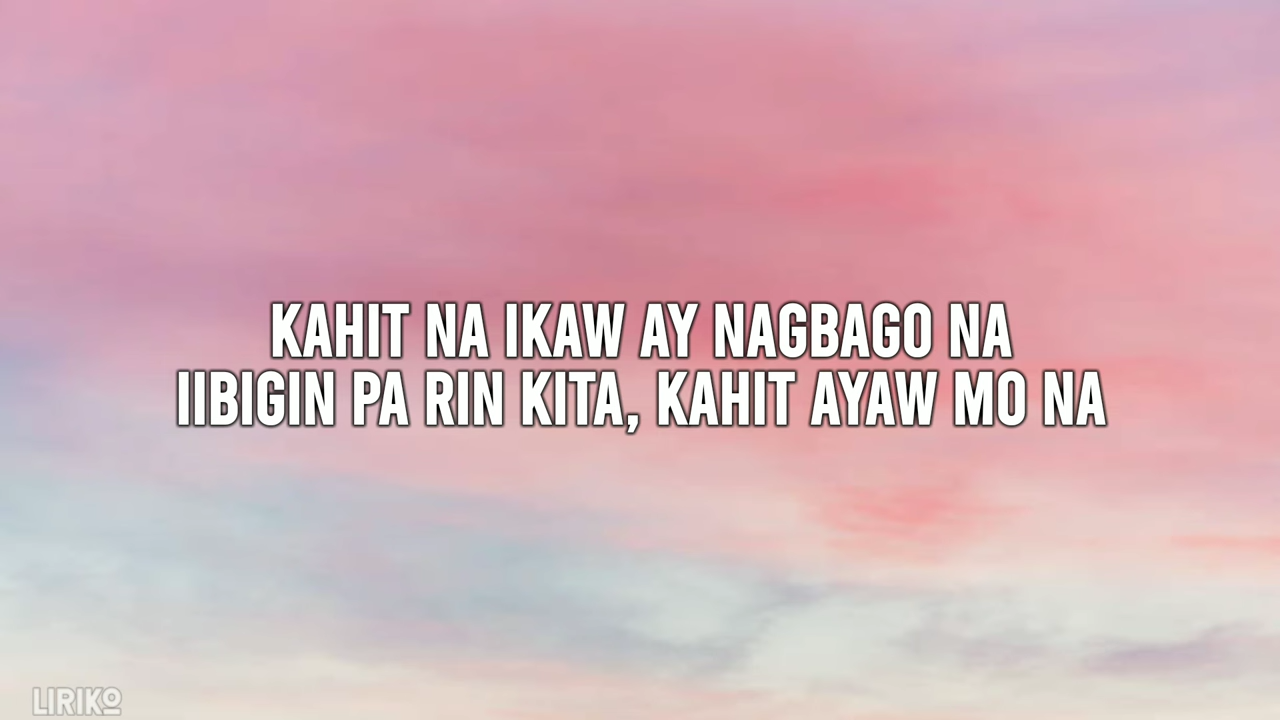 KAHIT NA IKAW AY NAGBAGO NA
IIBIGIN PA RIN KITA, KAHIT AYAW MO NA
LIRIKO